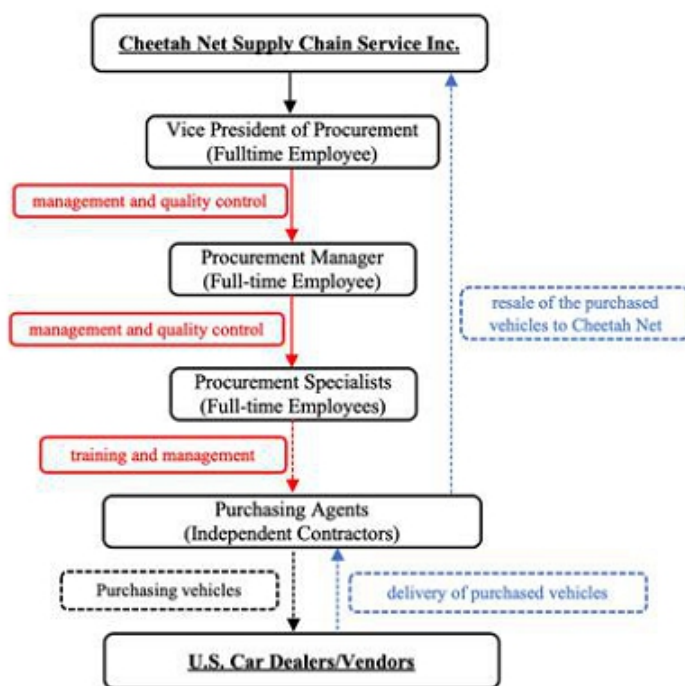 Cheetah Net Supply Chain Service Inc.
Vice President of Procurement
(Fulltime Employee)
management and quality control
Procurement Manager
(Full-time Employee)
resale of the purchased
vehicles to Cheetah Net
management and quality control
Procurement Specialists
(Full-time Employees)
training and management
Purchasing Agents
(Independent Contractors)
Purchasing vehicles
delivery of purchased vehicles
U.S. Car Dealers/Vendors